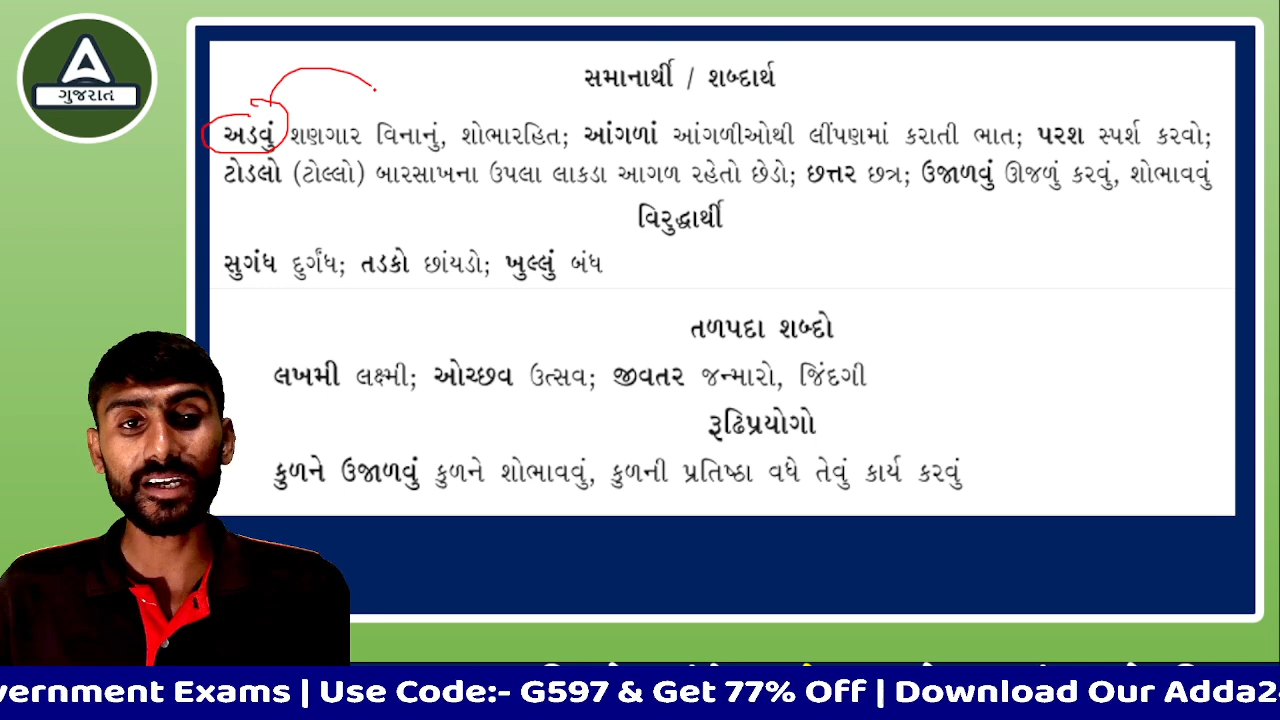 ગુજરાત
સમાનાર્થી / શબ્દાર્થ
અડવું શણગાર વિનાનું, શોભારહિત; આંગળાં આંગળીઓથી લીંપણમાં કરાતી ભાત; પરશ સ્પર્શ કરવો;
ટોડલો (ટોલ્લો) બારસાખના ઉપલા લાકડા આગળ રહેતો છેડો; છત્તર છત્ર; ઉજાળવું ઊજળું કરવું, શોભાવવું
વિરુદ્ધાર્થી
સુગંધ દુર્ગંધ; તડકો છાંયડો; ખુલ્લું બંધ
તળપદા શબ્દો
લખમી લક્ષ્મી; ઓચ્છવ ઉત્સવ; જીવતર જન્મારો, જિંદગી
રૂઢિપ્રયોગો
કુળને ઉજાળવું કુળને શોભાવવું, કુળની પ્રતિષ્ઠા વધે તેવું કાર્ય કરવું
vernment Exams | Use Code:- G597 & Get 77% Off | Download Our Adda2